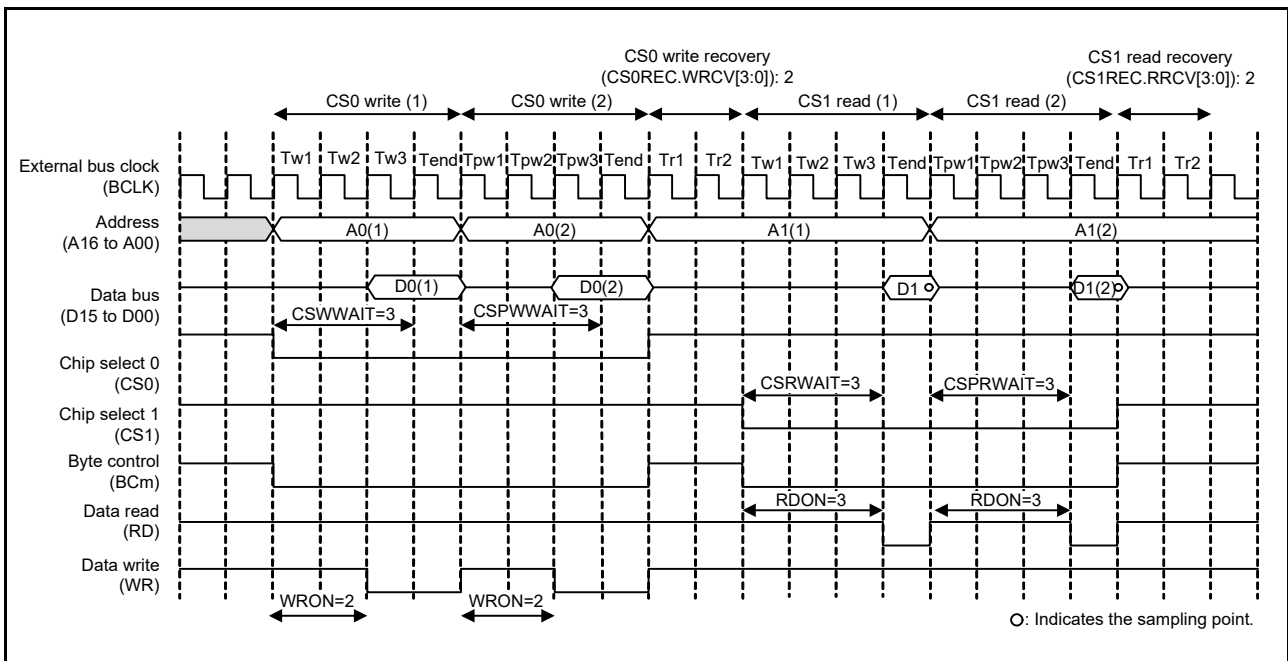 CS0 write recovery
(CS0REC.WRCV[3:0]): 2
CS1 read recovery
(CS1REC.RRCV[3:0]): 2
CS0 write (1)
CS0 write (2)
CS1 read (1)
CS1 read (2)
External bus clock
(BCLK)
Tw1 Tw2 Tw3 Tend Tpw1 Tpw2 Tpw3 Tend Tr1 Tr2 Tw1 Tw2 Tw3 Tend Tpw1 Tpw2 Tpw3 Tend Tr1 Tr2
Address
(A16 to A00)
A0(1) A0(2) A1(1) A1(2)
Data bus
(D15 to D00)
D0(1) D0(2) D1 D1(2)
CSWWAIT=3 CSPWWAIT=3
Chip select 0
(CS0)
CSRWAIT=3 CSPRWAIT=3
Chip select 1
(CS1)
Byte control
(BCm)
RDON=3 RDON=3
Data read
(RD)
Data write
(WR)
WRON=2 WRON=2
: Indicates the sampling point.